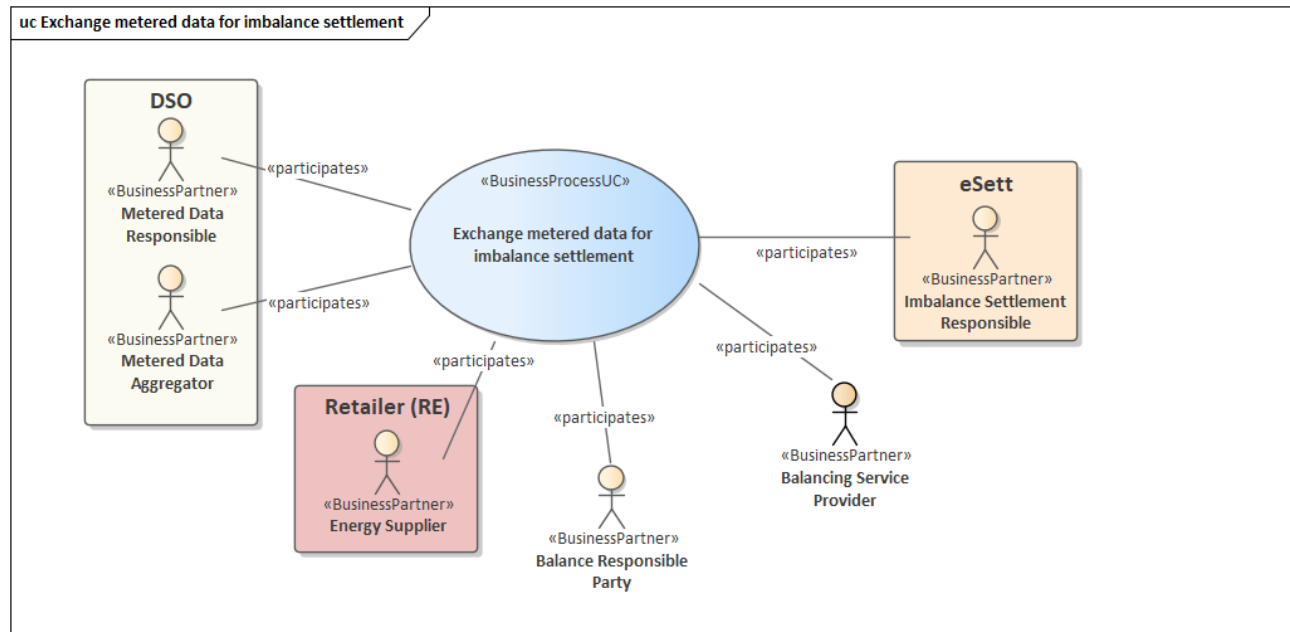 uc Exchange metered data for imbalance settlement
DSO
«BusinessPartner»
Metered Data
Responsible
«BusinessPartner»
Metered Data
Aggregator
«participates»
«participates»
«BusinessProcessUC»
Exchange metered data for
imbalance settlement
«participates»
eSett
«BusinessPartner»
Imbalance Settlement
Responsible
«participates»
Retailer (RE)
«BusinessPartner»
Energy Supplier
«participates»
«BusinessPartner»
Balance Responsible
Party
«participates»
«BusinessPartner»
Balancing Service
Provider